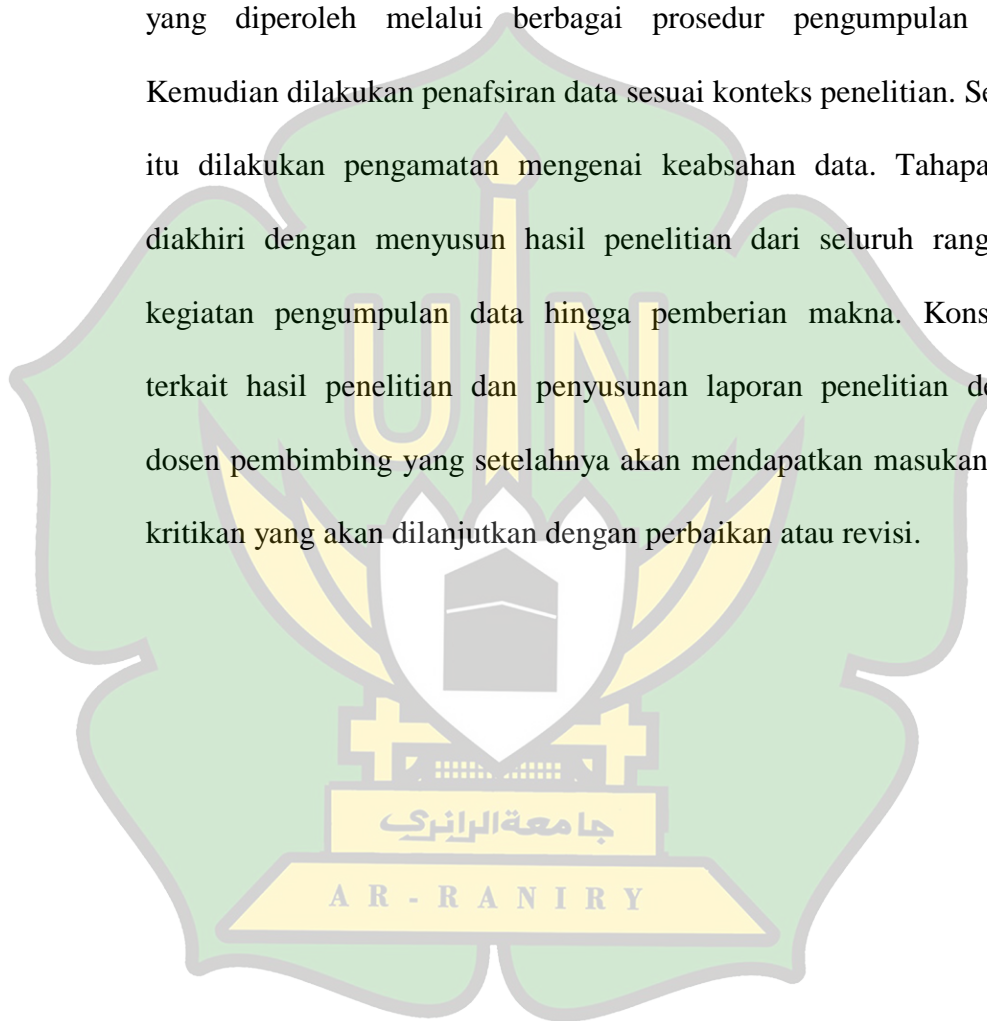 yang diperoleh melalui berbagai prosedur pengumpulan
Kemudian dilakukan penafsiran data sesuai konteks penelitian. Se
itu dilakukan pengamatan mengenai keabsahan data. Tahapa
diakhiri dengan menyusun hasil penelitian dari seluruh rang
kegiatan pengumpulan data hingga pemberian makna. Kons
terkait hasil penelitian dan penyusunan laporan penelitian de
dosen pembimbing yang setelahnya akan mendapatkan masukan
kritikan yang akan dilanjutkan dengan perbaikan atau revisi.
UIN
جامعة الرانري
AR-RANIRY